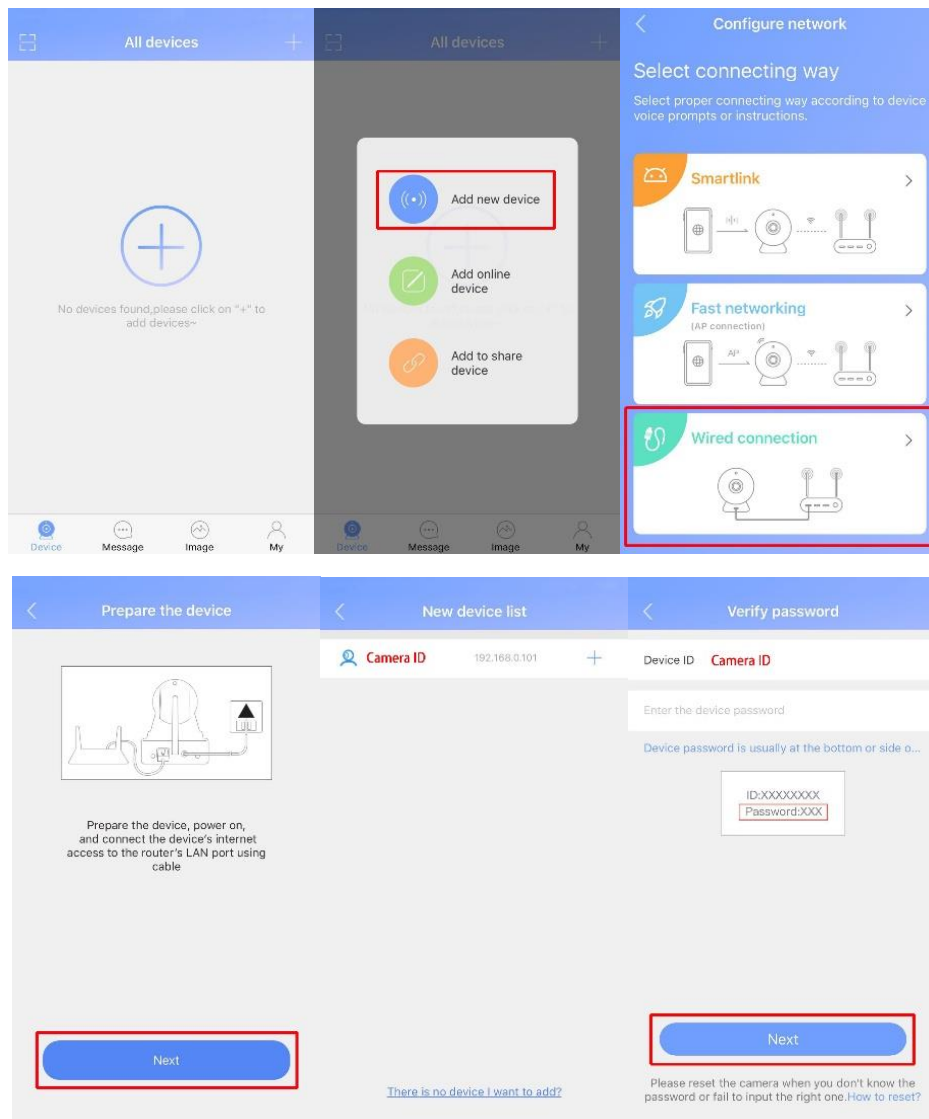 All devices
No devices found,please click on "+" to
add devices~
Device
Message
Image
My
All devices
Add new device
Add online
device
Add to share
device
Device
Message
Image
My
Configure network
Select connecting way
Select proper connecting way according to device
voice prompts or instructions.
Smartlink
Fast networking
(AP connection)
AP
Wired connection
Prepare the device
Prepare the device, power on,
and connect the device's internet
access to the router's LAN port using
cable
Next
New device list
Camera ID 192.168.0.101
There is no device I want to add?
Verify password
Device ID Camera ID
Enter the device password
Device password is usually at the bottom or side o...
ID:XXXXXXXX
Password:XXX
Next
Please reset the camera when you don't know the
password or fail to input the right one.How to reset?